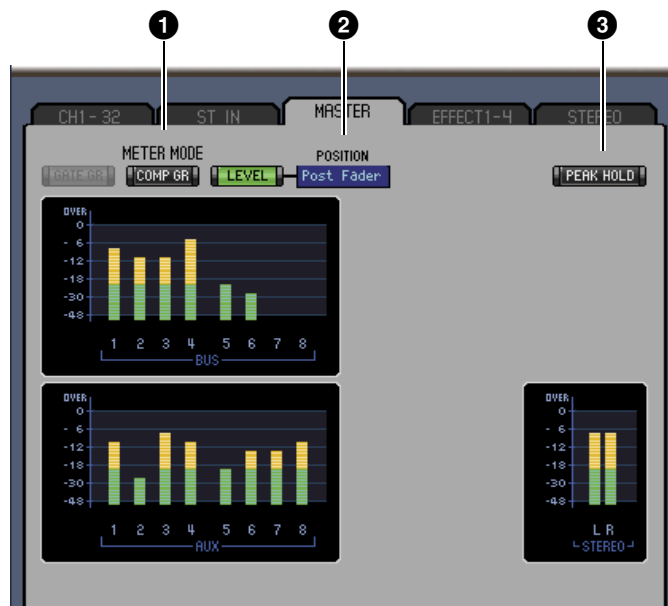 1 2 3
CH1-32 ST IN MASTER EFFECT1-4 STEREO
METER MODE POSITION
GATE GR COMP GR LEVEL Post Fader PEAK HOLD
OVER
0
- 6
-12
-18
-30
-48
1 2 3 4 5 6 7 8
BUS
OVER
0
- 6
-12
-18
-30
-48
1 2 3 4 5 6 7 8
AUX
OVER
0
- 6
-12
-18
-30
-48
L R
STEREO